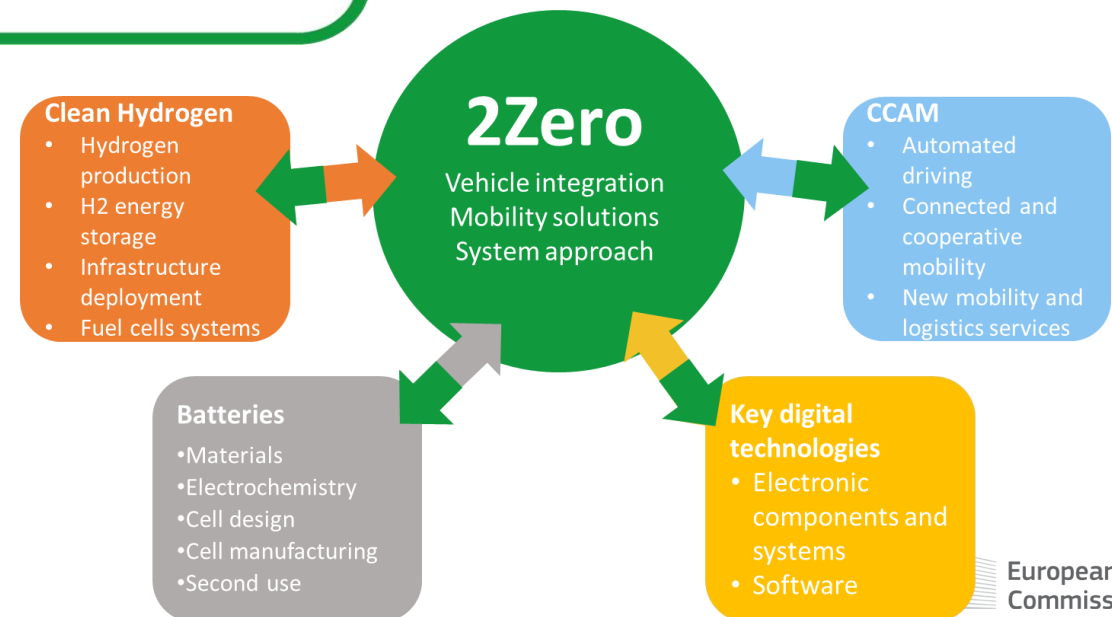 2Zero
Vehicle integration
Mobility solutions
System approach
Clean Hydrogen
• Hydrogen
production
• H2 energy
storage
• Infrastructure
deployment
• Fuel cells systems
CCAM
• Automated
driving
• Connected and
cooperative
mobility
• New mobility and
logistics services
Batteries
•Materials
•Electrochemistry
•Cell design
•Cell manufacturing
•Second use
Key digital
technologies
• Electronic
components and
systems
• Software
European
Commiss